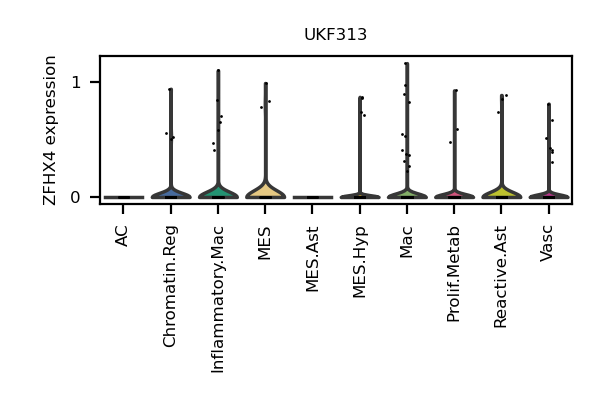 UKF313
ZFHX4 expression
1
0
AC
Chromatin.Reg
Inflammatory.Mac
MES
MES.Ast
MES.Hyp
Mac
Prolif.Metab
Reactive.Ast
Vasc